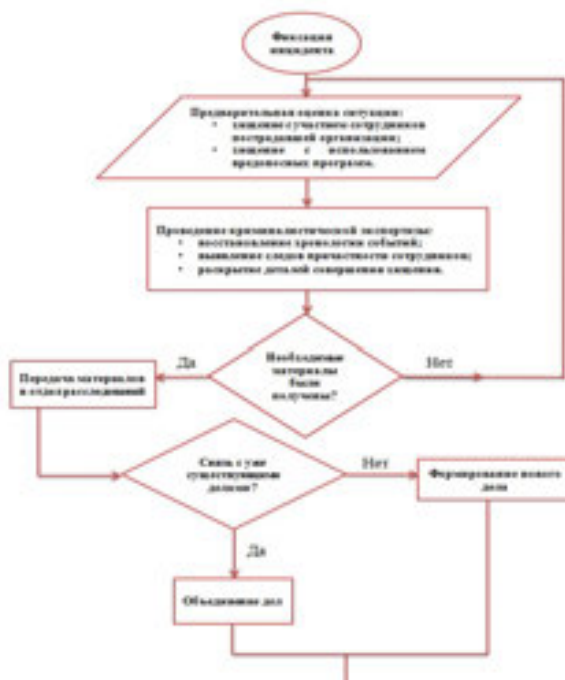 Фиксация
инцидента
Предварительная оценка ситуации:
• хищение с участием сотрудников
пострадавшей организации;
• хищение с использованием
вредоносных программ.
Проведение криминалистической экспертизы:
• восстановление хронологии событий;
• выявление следов причастности сотрудников;
• раскрытие деталей совершения хищения.
Необходимые
материалы
были
получены?
Да
Нет
Передача материалов
в отдел расследований
Связь с уже
существующими
делами?
Нет
Формирование нового
дела
Да
Объединение дел